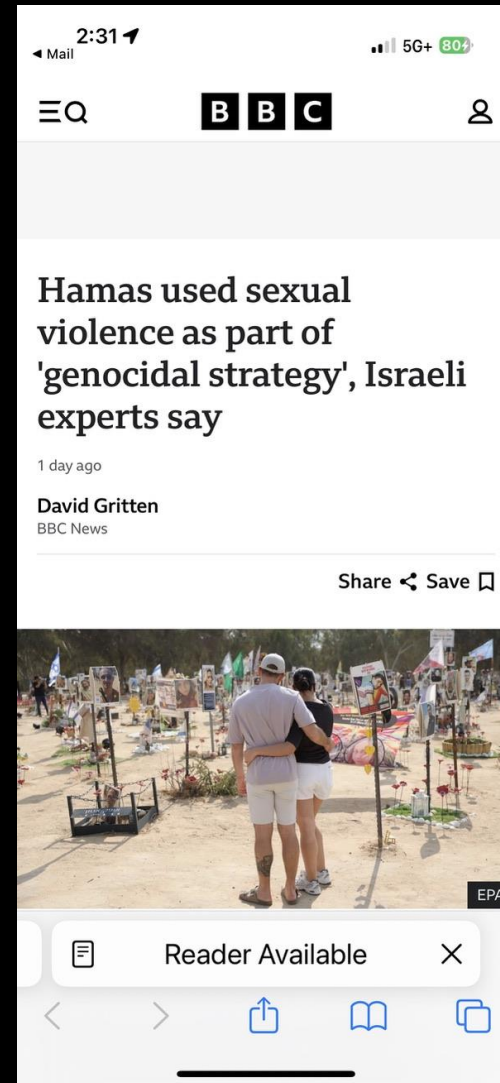 2:31
◀ Mail
5G+ 80
BBC
Hamas used sexual
violence as part of
'genocidal strategy', Israeli
experts say
1 day ago
David Gritten
BBC News
Share Save
EPA
Reader Available